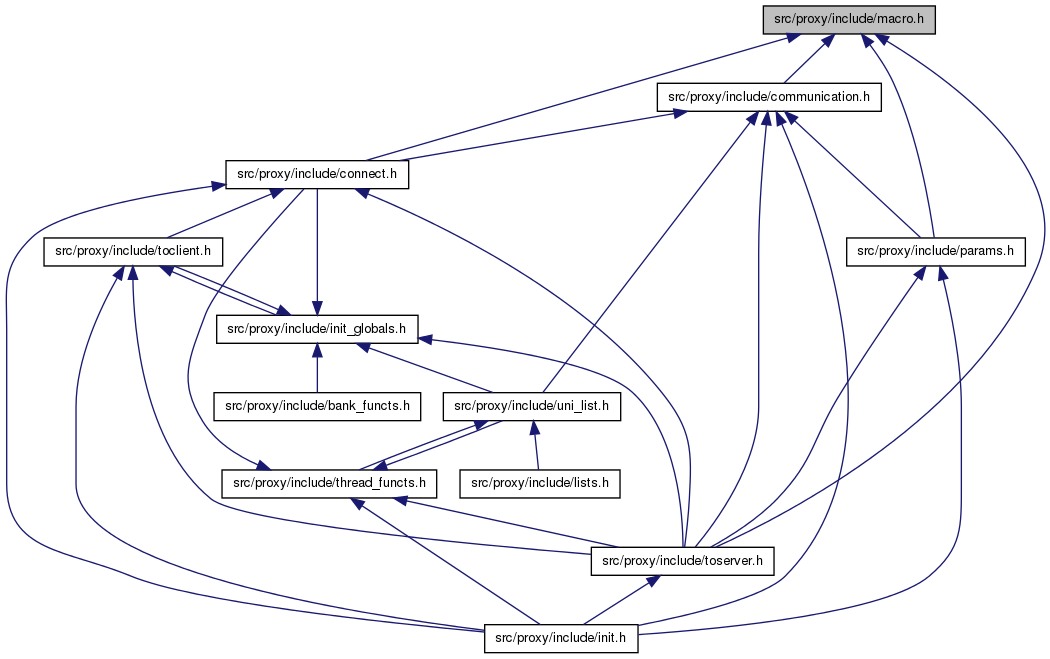 src/proxy/include/macro.h
src/proxy/include/communication.h
src/proxy/include/connect.h
src/proxy/include/toclient.h
src/proxy/include/params.h
src/proxy/include/init_globals.h
src/proxy/include/bank_functs.h
src/proxy/include/uni_list.h
src/proxy/include/thread_functs.h
src/proxy/include/lists.h
src/proxy/include/toserver.h
src/proxy/include/init.h